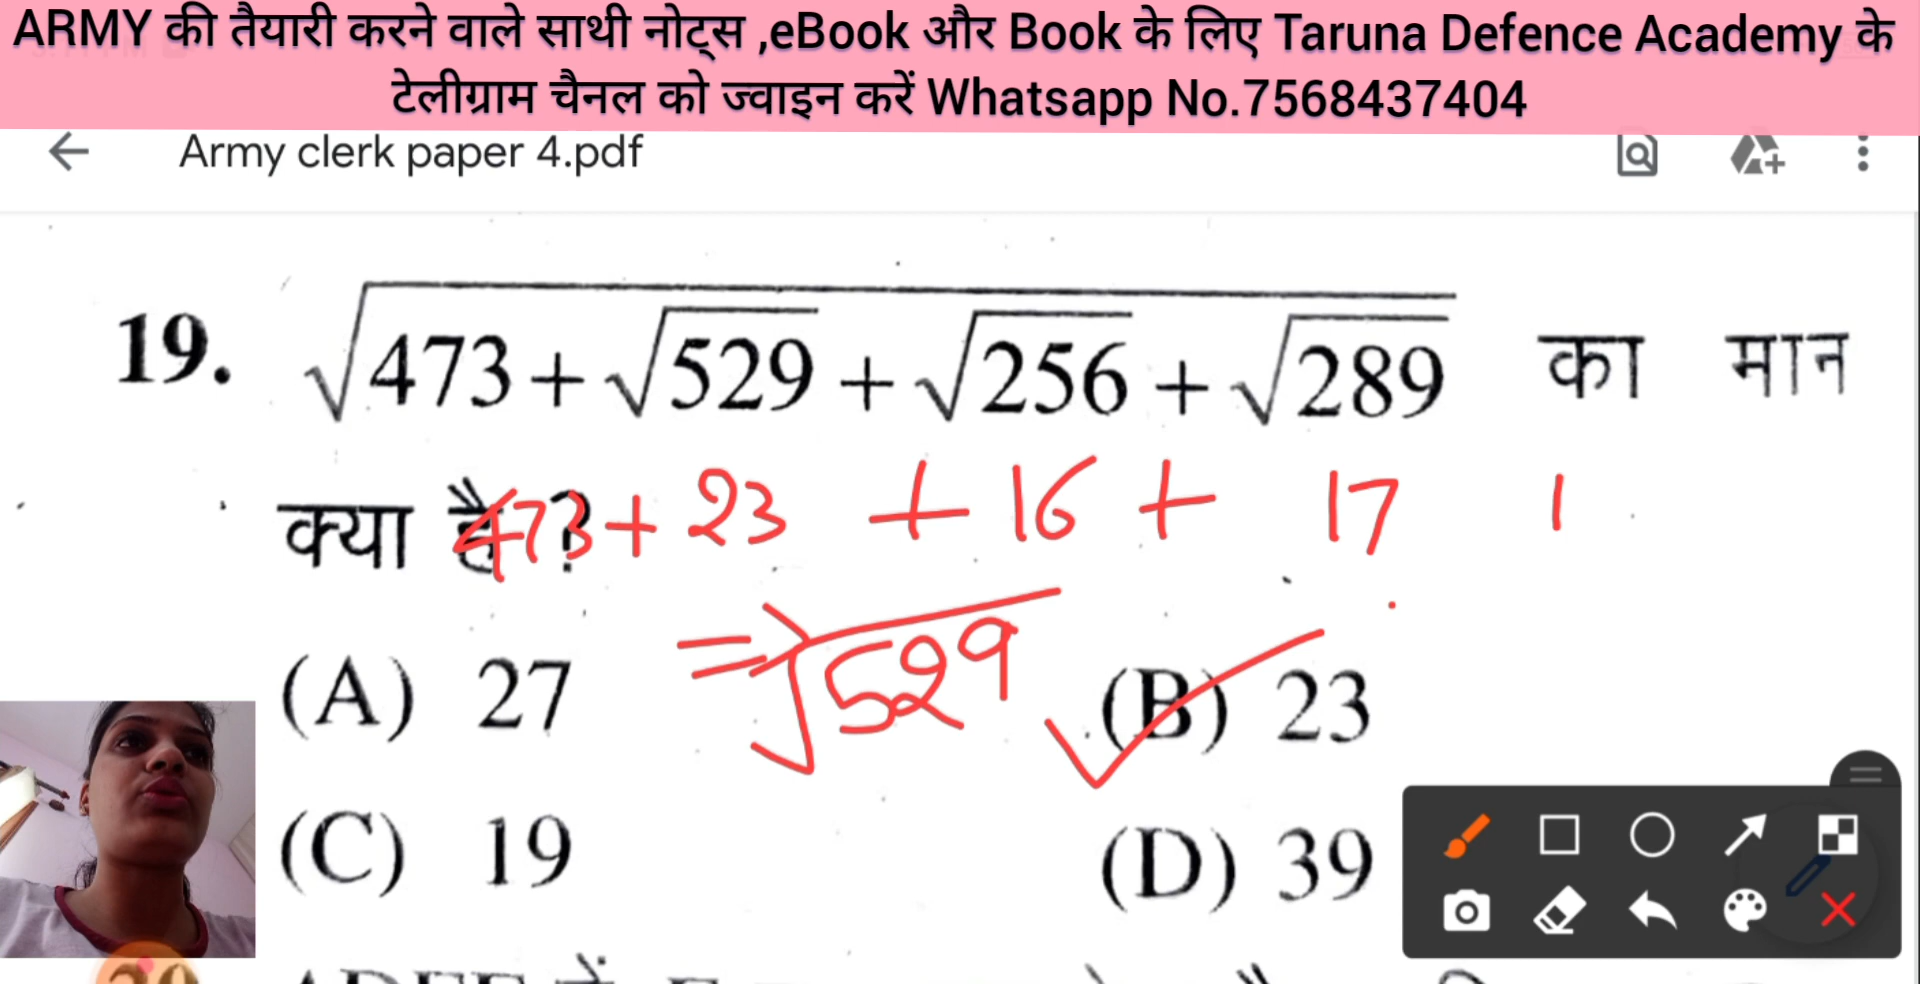 ARMY की तैयारी करने वाले साथी नोट्स ,eBook और Book के लिए Taruna Defence Academy के
टेलीग्राम चैनल को ज्वाइन करें Whatsapp No.7568437404
Army clerk paper 4.pdf
19. √473 + √529 + √256 + √289 का मान
क्या है?
473 + 23 + 16 + 17 1
= √529
(A) 27 (B) 23
(C) 19 (D) 39